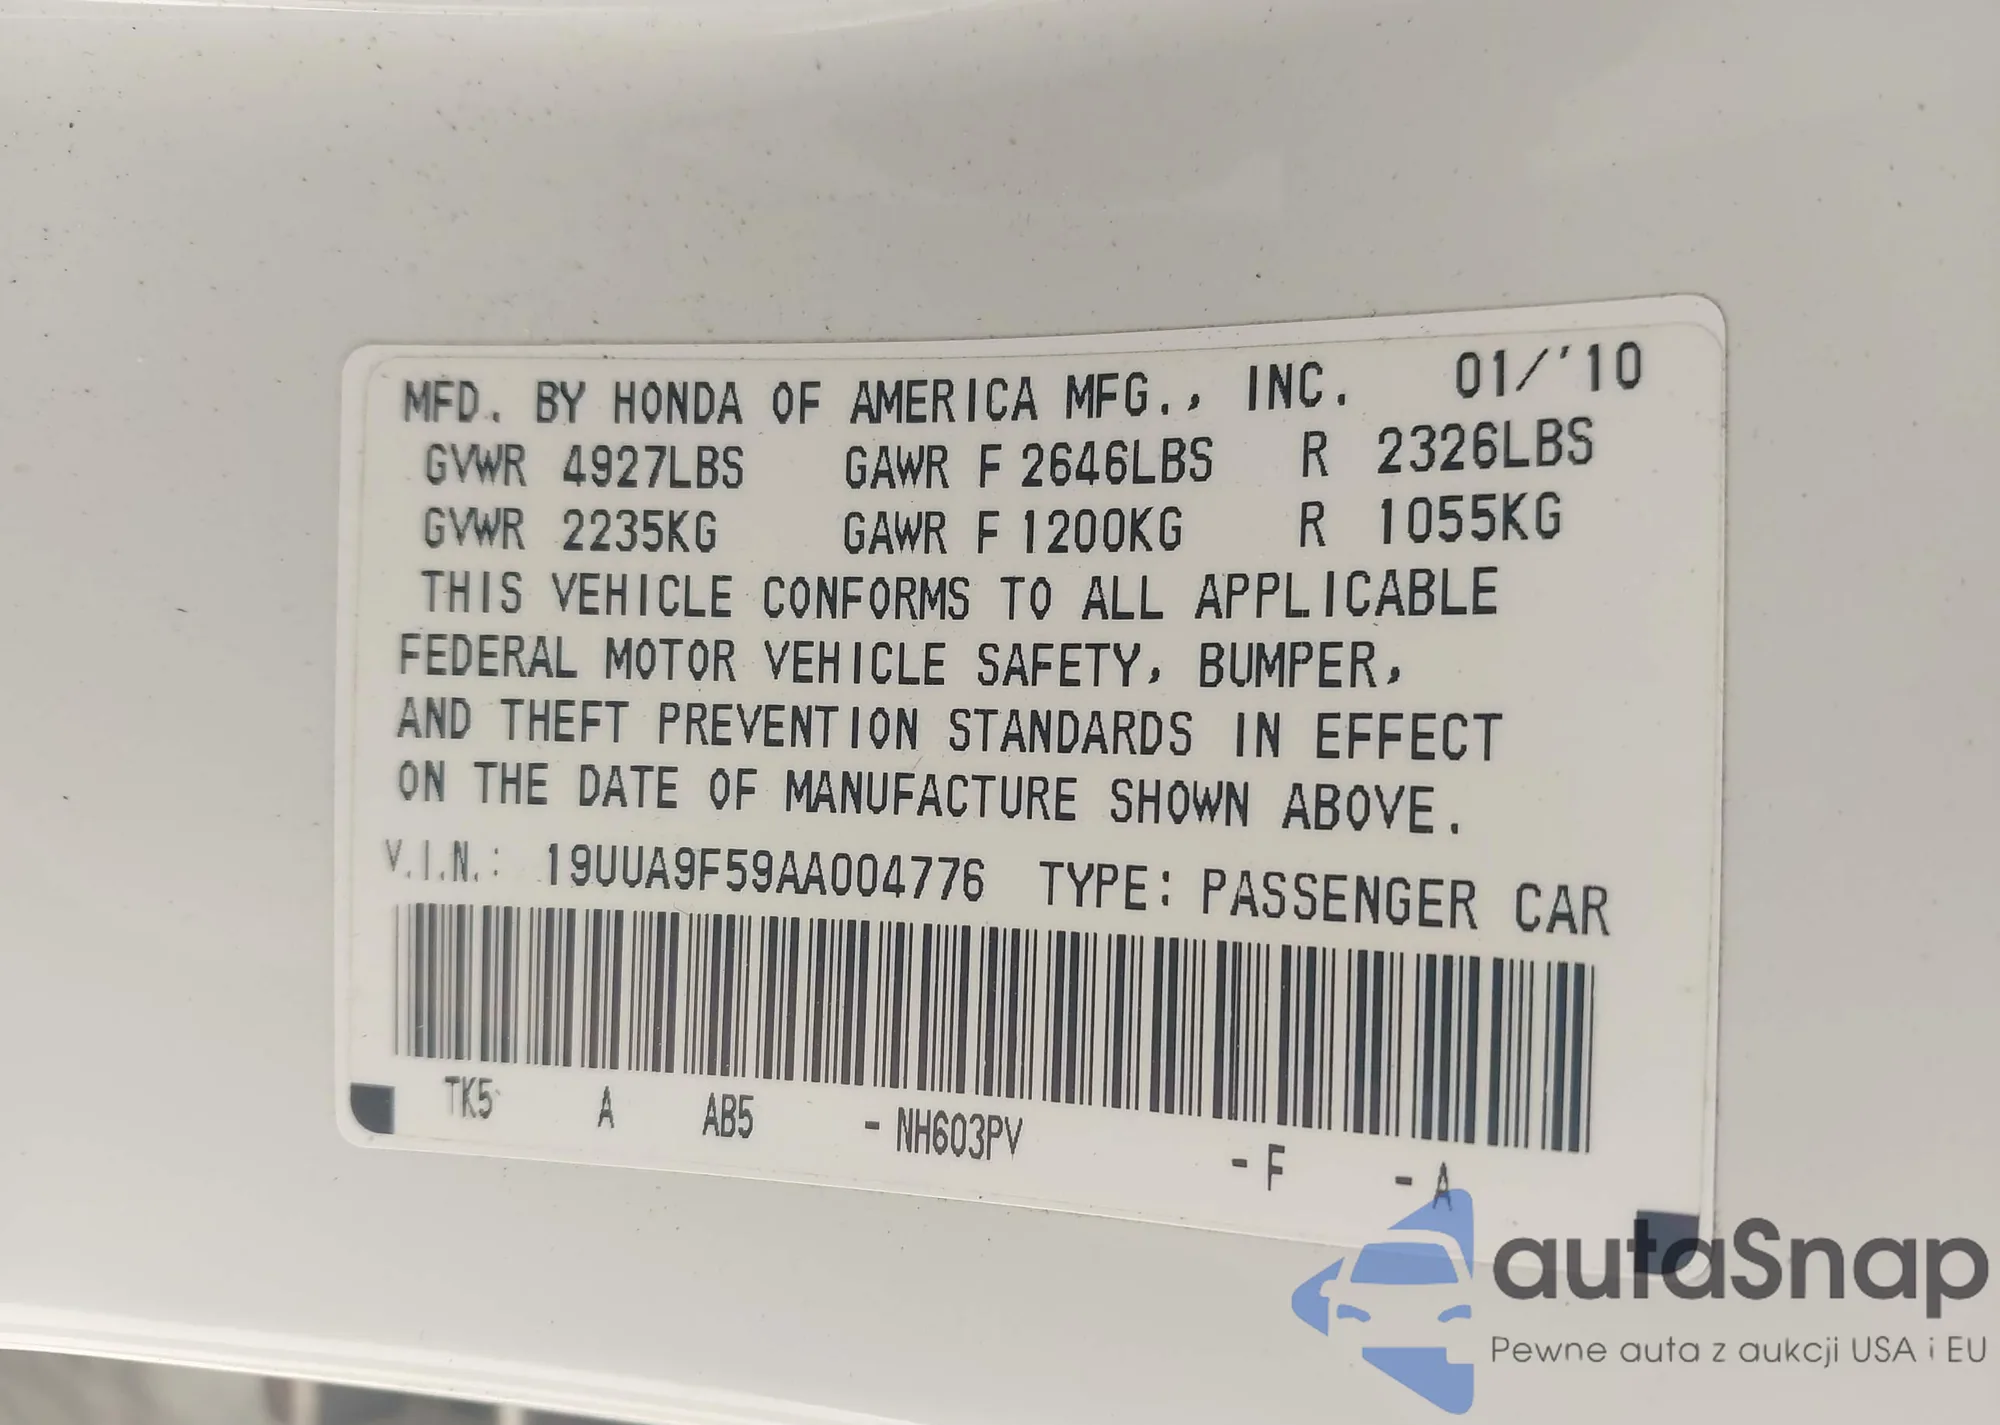 MFD. BY HONDA OF AMERICA MFG., INC. 01/'10
GVWR 4927LBS GAWR F 2646LBS R 2326LBS
GVWR 2235KG GAWR F 1200KG R 1055KG
THIS VEHICLE CONFORMS TO ALL APPLICABLE
FEDERAL MOTOR VEHICLE SAFETY, BUMPER,
AND THEFT PREVENTION STANDARDS IN EFFECT
ON THE DATE OF MANUFACTURE SHOWN ABOVE.
V.I.N.: 19UUA9F59AA004776 TYPE: PASSENGER CAR
TK5 A AB5 - NH603PV - F - A
autaSnap
Pewne auta z aukcji USA i EU